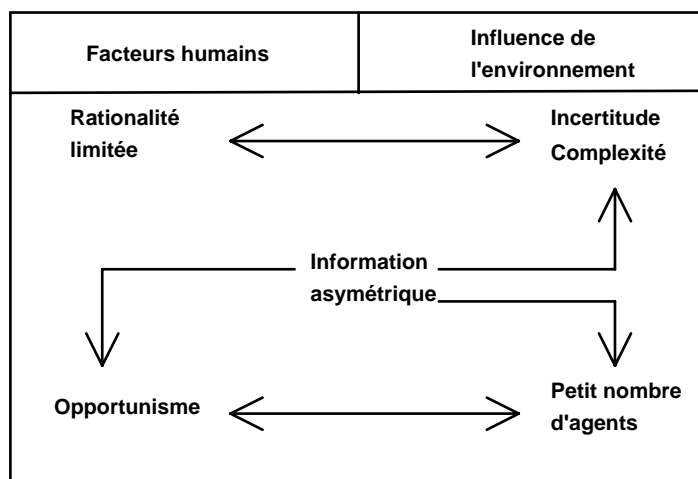 Facteurs humains
Influence de
l'environnement
Rationalité
limitée
Incertitude
Complexité
Information
asymétrique
Opportunisme
Petit nombre
d'agents